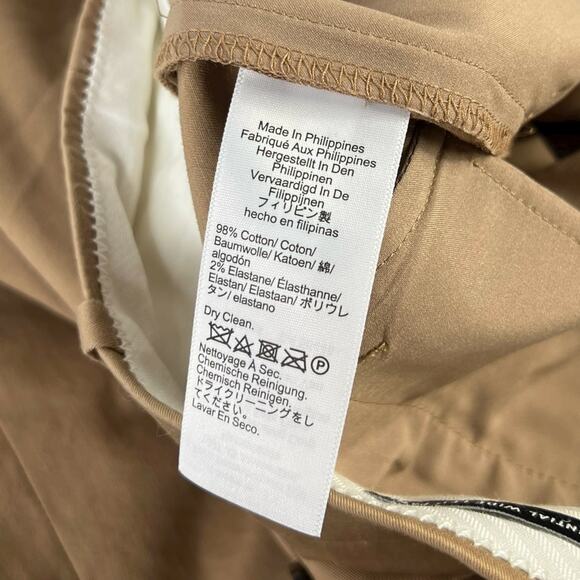 Made In Philippines
Fabriqué Aux Philippines
Hergestellt In Den
Philippinen
Vervaardigd In De
Filippijnen
フィリピン製
hecho en filipinas
98% Cotton/ Coton/
Baumwolle/ Katoen/ 綿/
algodón
2% Elastane/ Élasthanne/
Elastan/ Elastaan/ ポリウレ
タン/ elastano
Dry Clean.
P
Nettoyage À Sec.
Chemische Reinigung.
Chemisch Reinigen.
ドライクリーニングをし
てください。
Lavar En Seco.